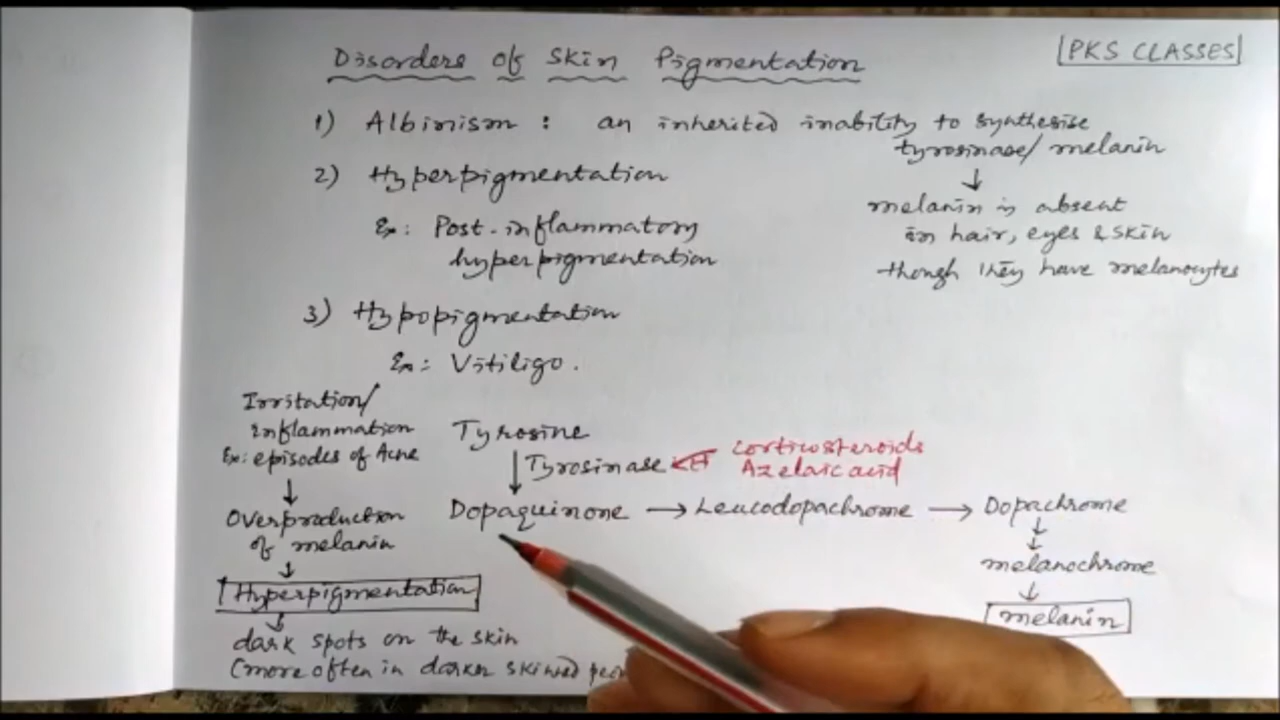 Disorders of Skin Pigmentation
PKS CLASSES
1) Albinism : an inherited inability to synthesise
tyrosinase/ melanin
↓
melanin is absent
in hair, eyes & skin
though they have melanocytes
2) Hyperpigmentation
Ex: Post-inflammatory
hyperpigmentation
3) Hypopigmentation
Ex: Vitiligo.
Irritation/
Inflammation
Ex: episodes of Acne
↓
Overproduction
of melanin
↓
Hyperpigmentation
↓
dark spots on the skin
(more often in darker skinned
Tyrosine
↓ Tyrosinase ← (-) corticosteroids
Azelaic acid
Dopaquinone → Leucodopachrome → Dopachrome
↓
↓
melanochrome
↓
melanin